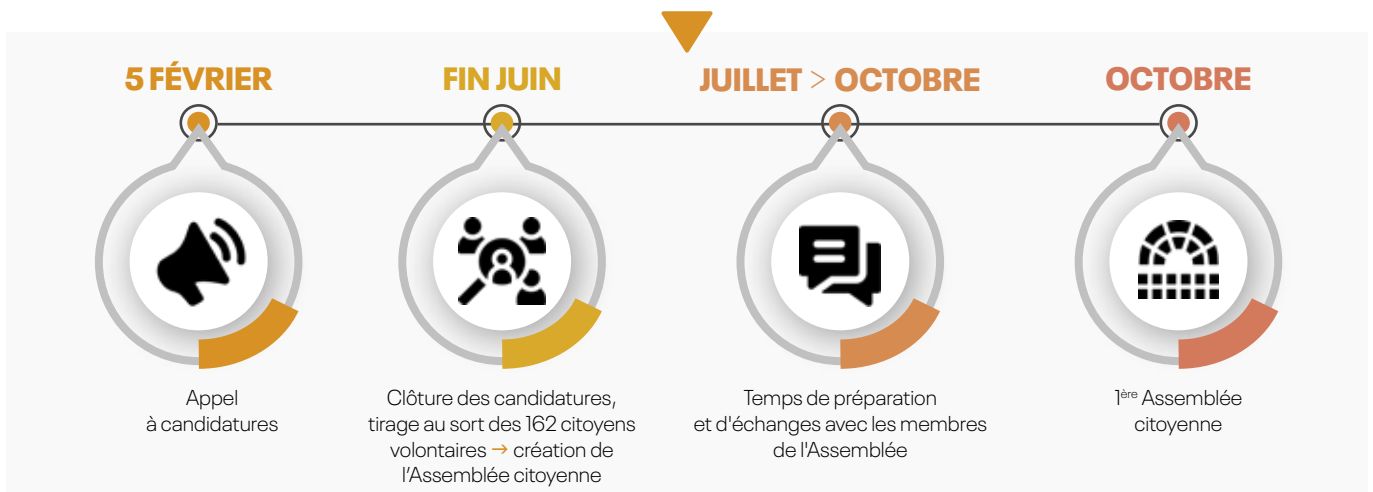 5 FÉVRIER
Appel
à candidatures
FIN JUIN
Clôture des candidatures,
tirage au sort des 162 citoyens
volontaires → création de
l'Assemblée citoyenne
JUILLET > OCTOBRE
Temps de préparation
et d'échanges avec les membres
de l'Assemblée
OCTOBRE
1ère Assemblée
citoyenne